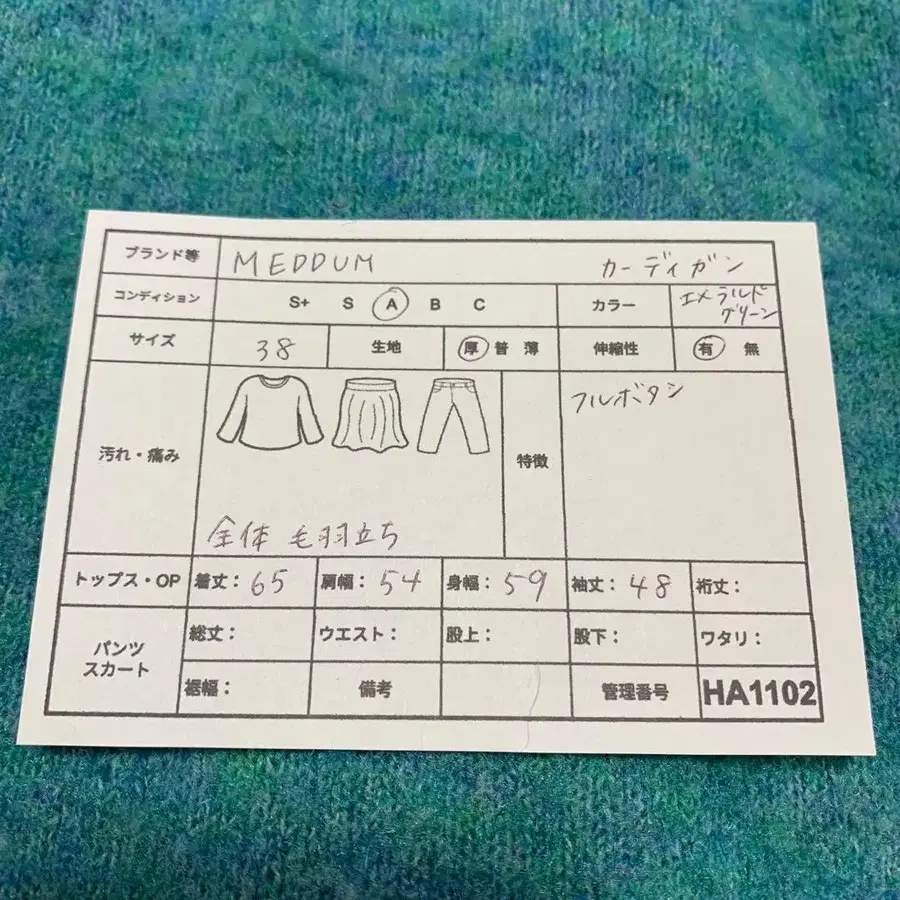 ブランド等 MEDDUM カーディガン
コンディション S+ S A B C カラー エメラルド
グリーン
サイズ 38 生地 厚 普 薄 伸縮性 有 無
汚れ・痛み 特徴 フルボタン
全体 毛羽立ち
トップス・OP 着丈: 65 肩幅: 54 身幅: 59 袖丈: 48 裄丈:
パンツ
スカート
総丈: ウエスト: 股上: 股下: ワタリ:
裾幅: 備考 管理番号 HA1102